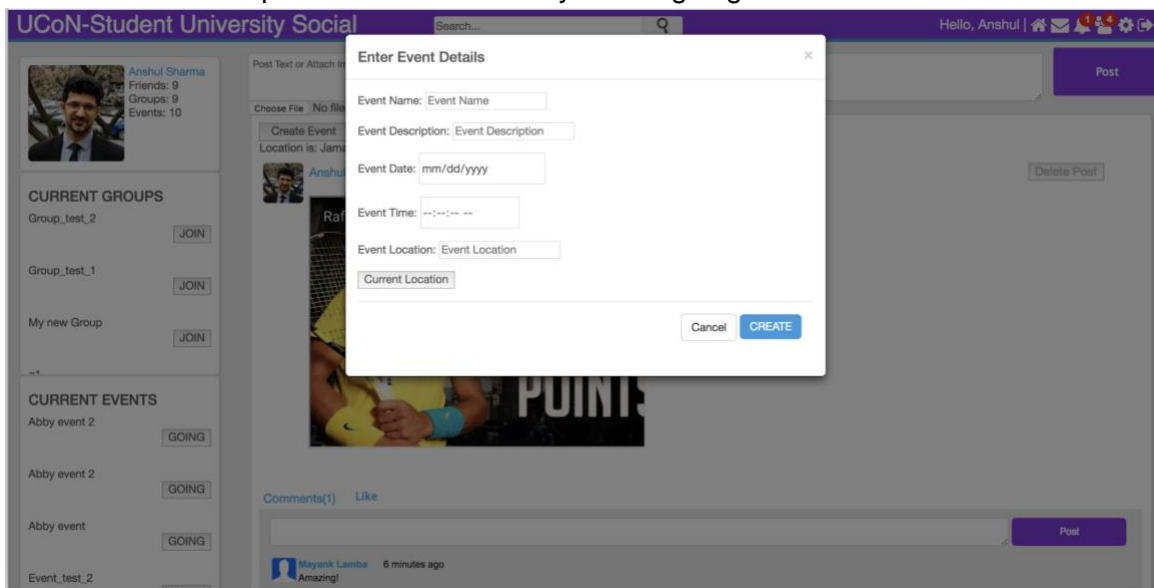 UCoN-Student University Social
Search...
Hello, Anshul |
1
4
Anshul Sharma
Friends: 9
Groups: 9
Events: 10
CURRENT GROUPS
Group_test_2
JOIN
Group_test_1
JOIN
My new Group
JOIN
CURRENT EVENTS
Abby event 2
GOING
Abby event 2
GOING
Abby event
GOING
Event_test_2
Post Text or Attach
Post
Choose File No file
Create Event
Location is:
Delete Post
Enter Event Details
×
Event Name: Event Name
Event Description: Event Description
Event Date: mm/dd/yyyy
Event Time: --:--:-- --
Event Location: Event Location
Current Location
Cancel
CREATE
Comments(1) Like
Post
Mayank Lamba 6 minutes ago
Amazing!